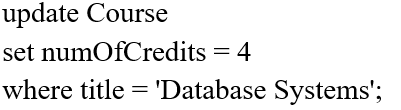 update Course
set numOfCredits = 4
where title = 'Database Systems';